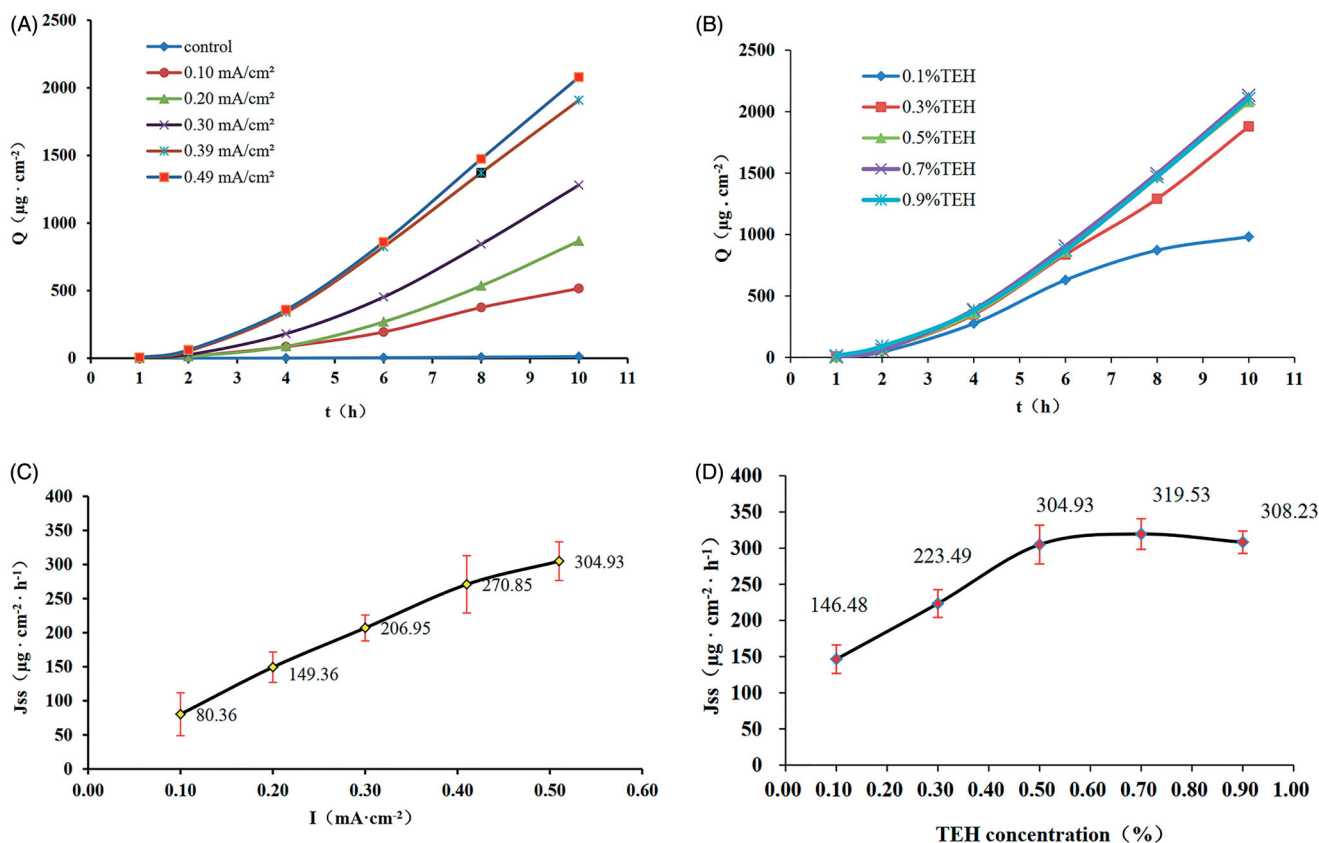 (A)
Q（μg · cm-2）
2500
2000
1500
1000
500
0
control
0.10 mA/cm²
0.20 mA/cm²
0.30 mA/cm²
0.39 mA/cm²
0.49 mA/cm²
0 1 2 3 4 5 6 7 8 9 10 11
t（h）
(B)
Q（μg . cm-2）
2500
2000
1500
1000
500
0
0.1%TEH
0.3%TEH
0.5%TEH
0.7%TEH
0.9%TEH
0 1 2 3 4 5 6 7 8 9 10 11
t（h）
(C)
Jss（μg · cm-2 · h-1）
400
350
300
250
200
150
100
50
0
80.36
149.36
206.95
270.85
304.93
0.00 0.10 0.20 0.30 0.40 0.50 0.60
I（mA·cm-2）
(D)
Jss（μg · cm-2 · h-1）
400
350
300
250
200
150
100
50
0
146.48
223.49
304.93
319.53
308.23
0.00 0.10 0.20 0.30 0.40 0.50 0.60 0.70 0.80 0.90 1.00
TEH concentration（%）